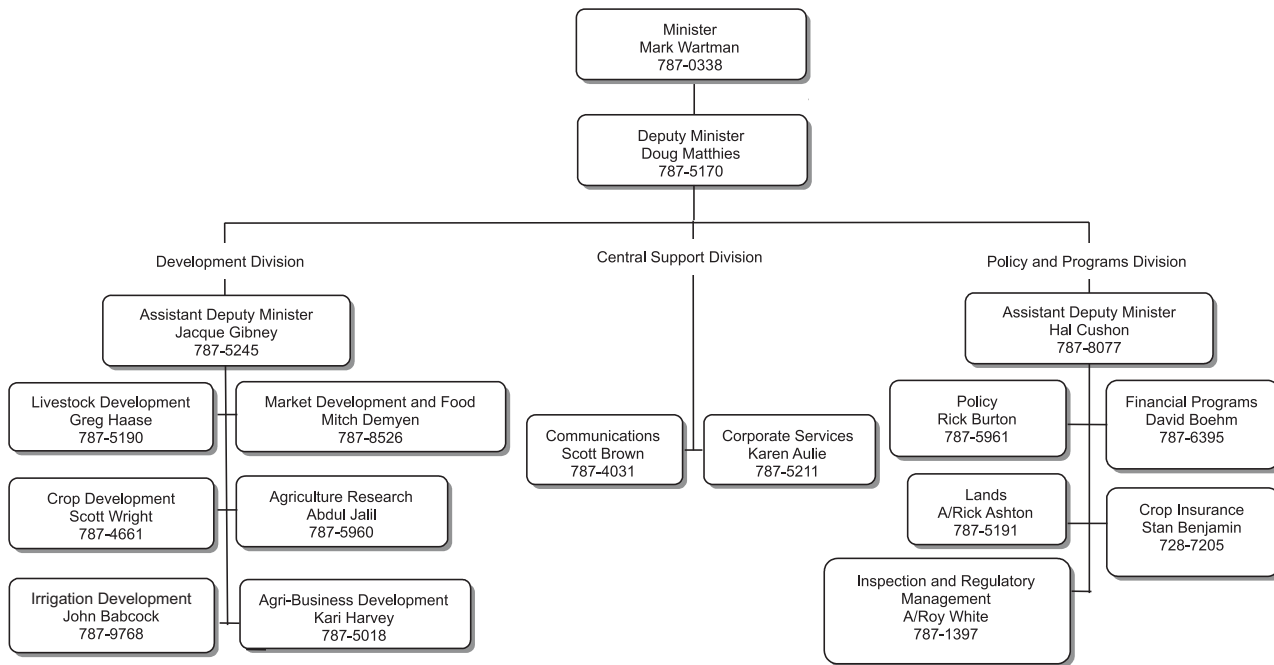 Minister
Mark Wartman
787-0338
Deputy Minister
Doug Matthies
787-5170
Development Division
Central Support Division
Policy and Programs Division
Assistant Deputy Minister
Jacque Gibney
787-5245
Assistant Deputy Minister
Hal Cushon
787-8077
Livestock Development
Greg Haase
787-5190
Market Development and Food
Mitch Demyen
787-8526
Communications
Scott Brown
787-4031
Corporate Services
Karen Aulie
787-5211
Policy
Rick Burton
787-5961
Financial Programs
David Boehm
787-6395
Crop Development
Scott Wright
787-4661
Agriculture Research
Abdul Jalil
787-5960
Lands
A/Rick Ashton
787-5191
Crop Insurance
Stan Benjamin
728-7205
Irrigation Development
John Babcock
787-9768
Agri-Business Development
Kari Harvey
787-5018
Inspection and Regulatory
Management
A/Roy White
787-1397